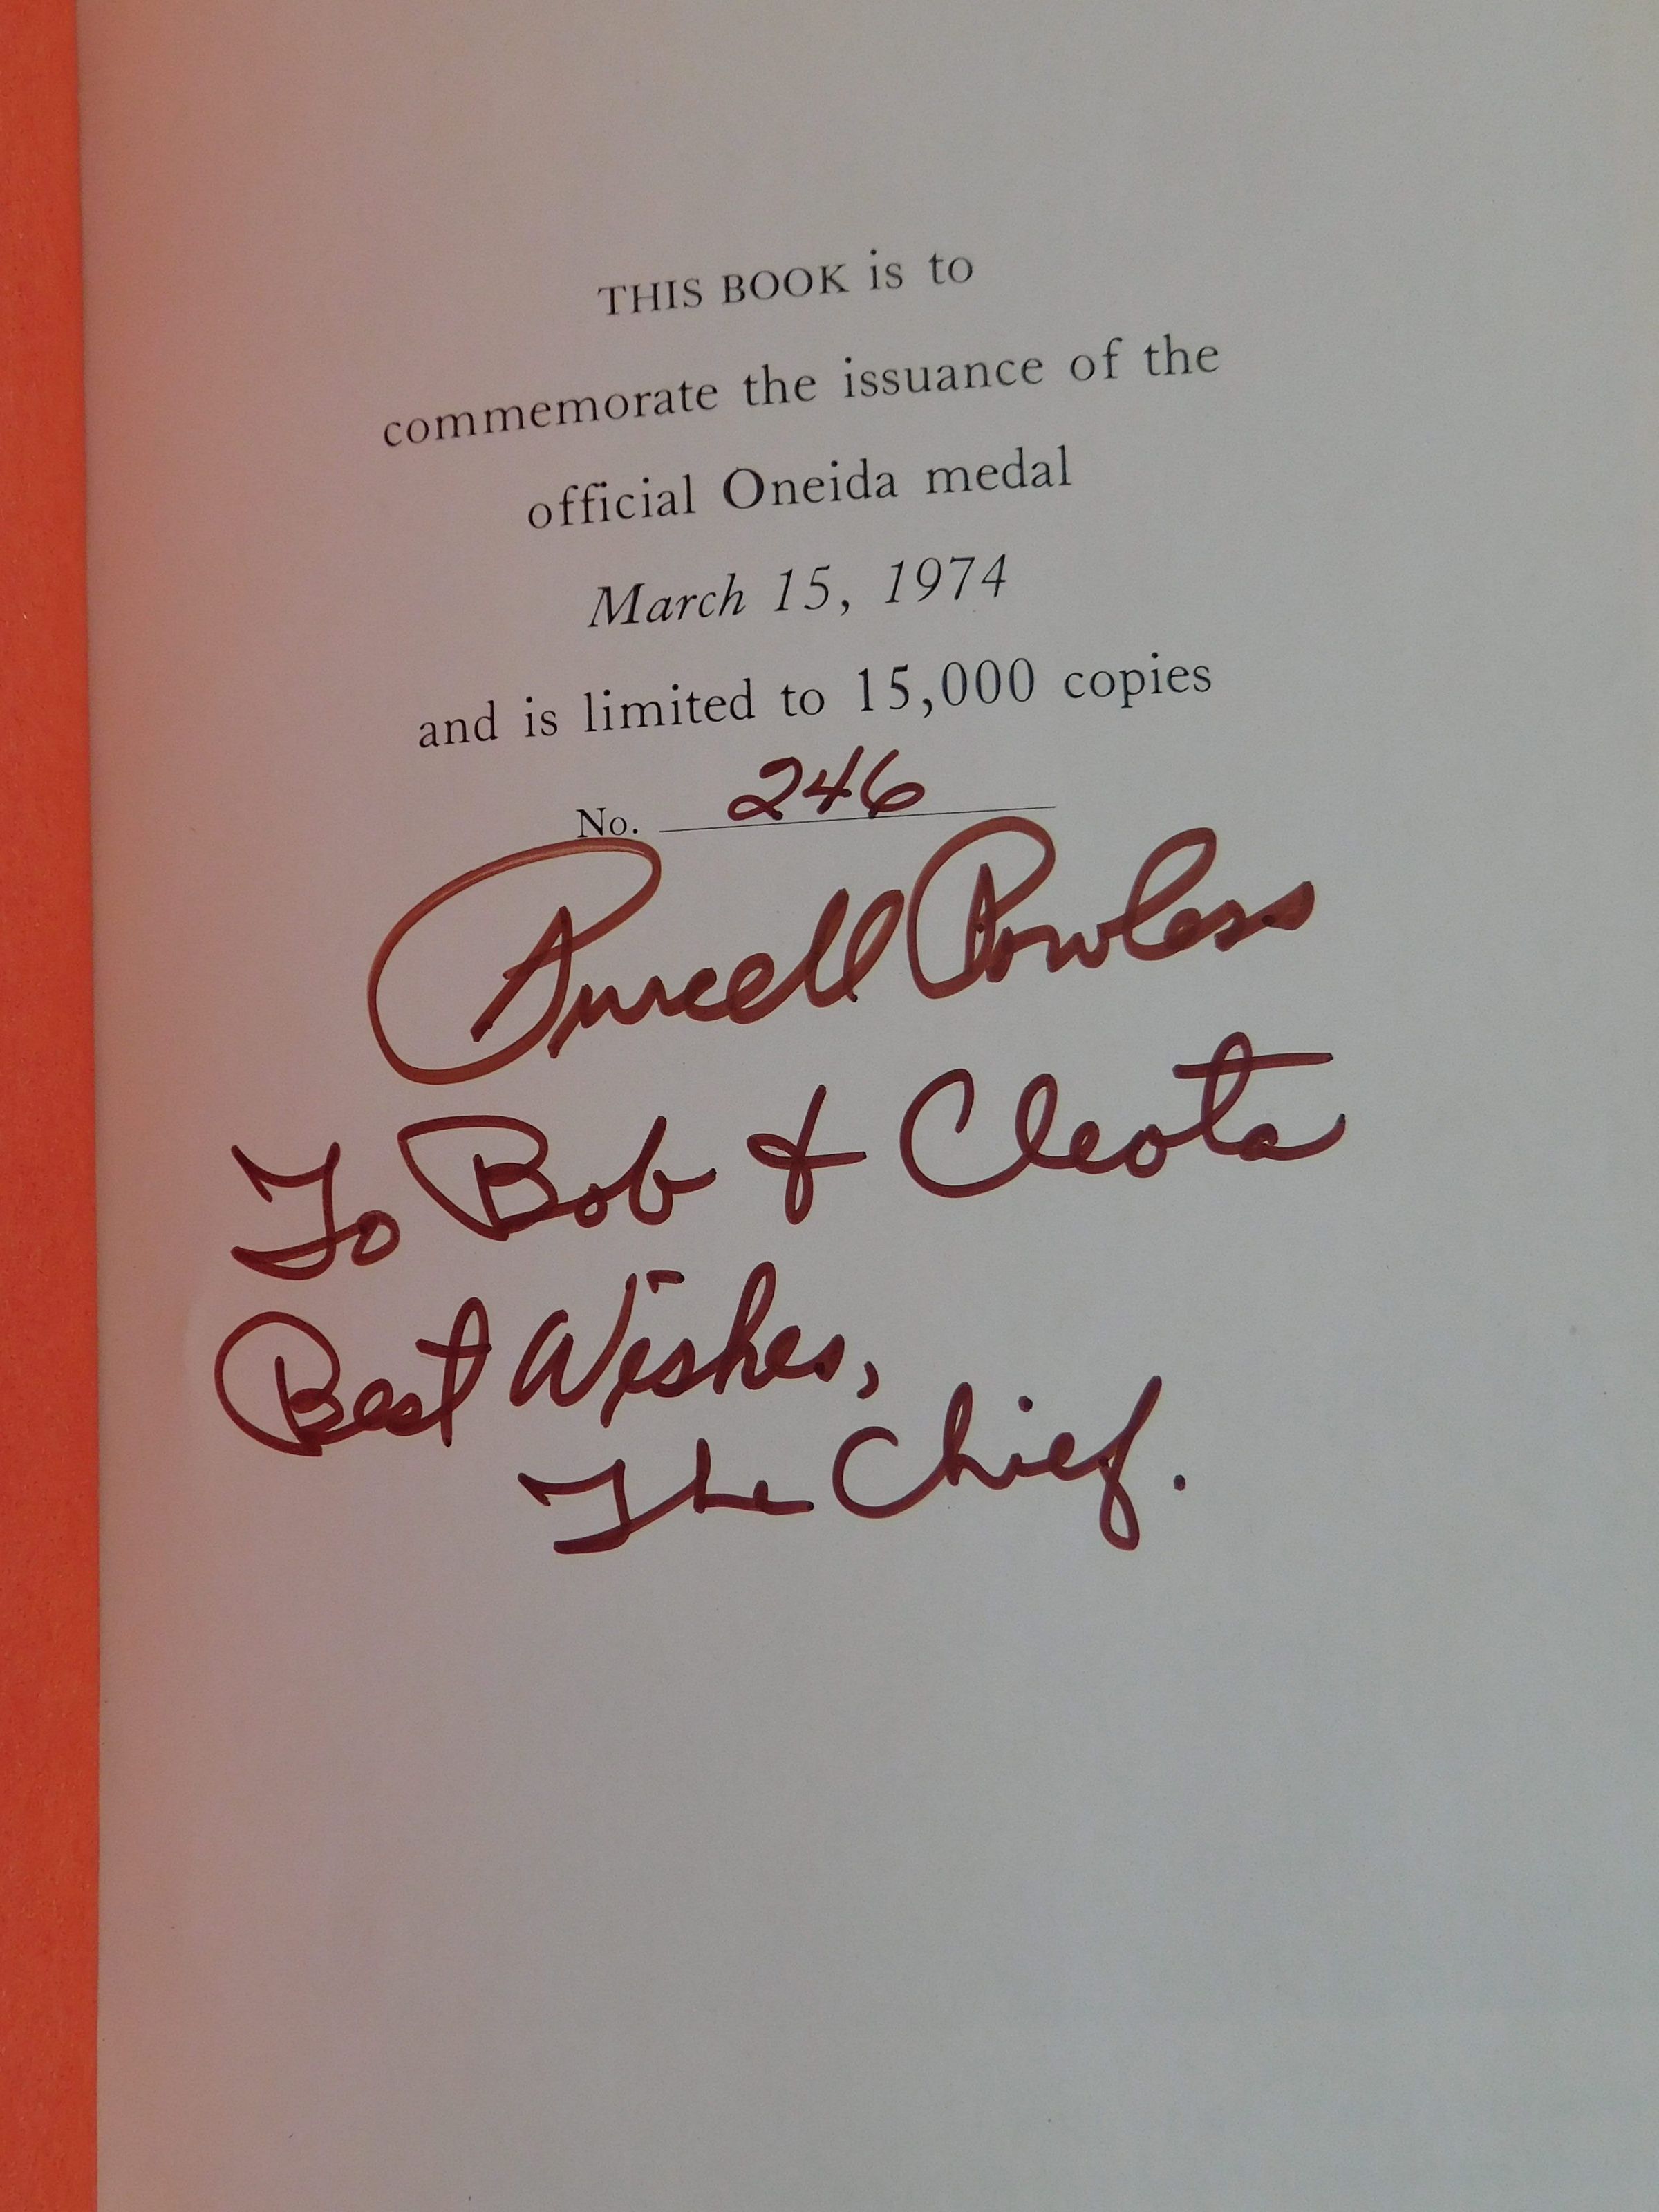 THIS BOOK is to
commemorate the issuance of the
official Oneida medal
March 15, 1974
and is limited to 15,000 copies
No. 246
Purcell Powless
To Bob & Cleota
Best Wishes,
The Chief.